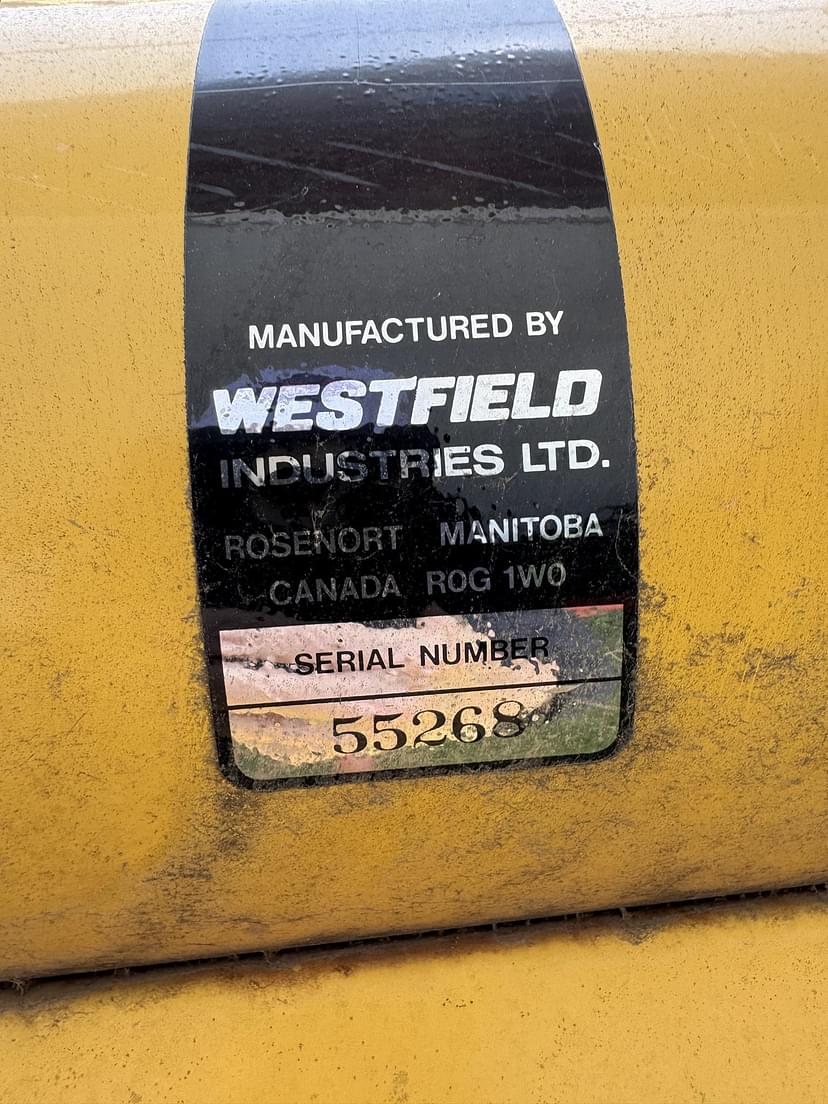 MANUFACTURED BY
WESTFIELD
INDUSTRIES LTD.
ROSENORT MANITOBA
CANADA R0G 1W0
SERIAL NUMBER
55268